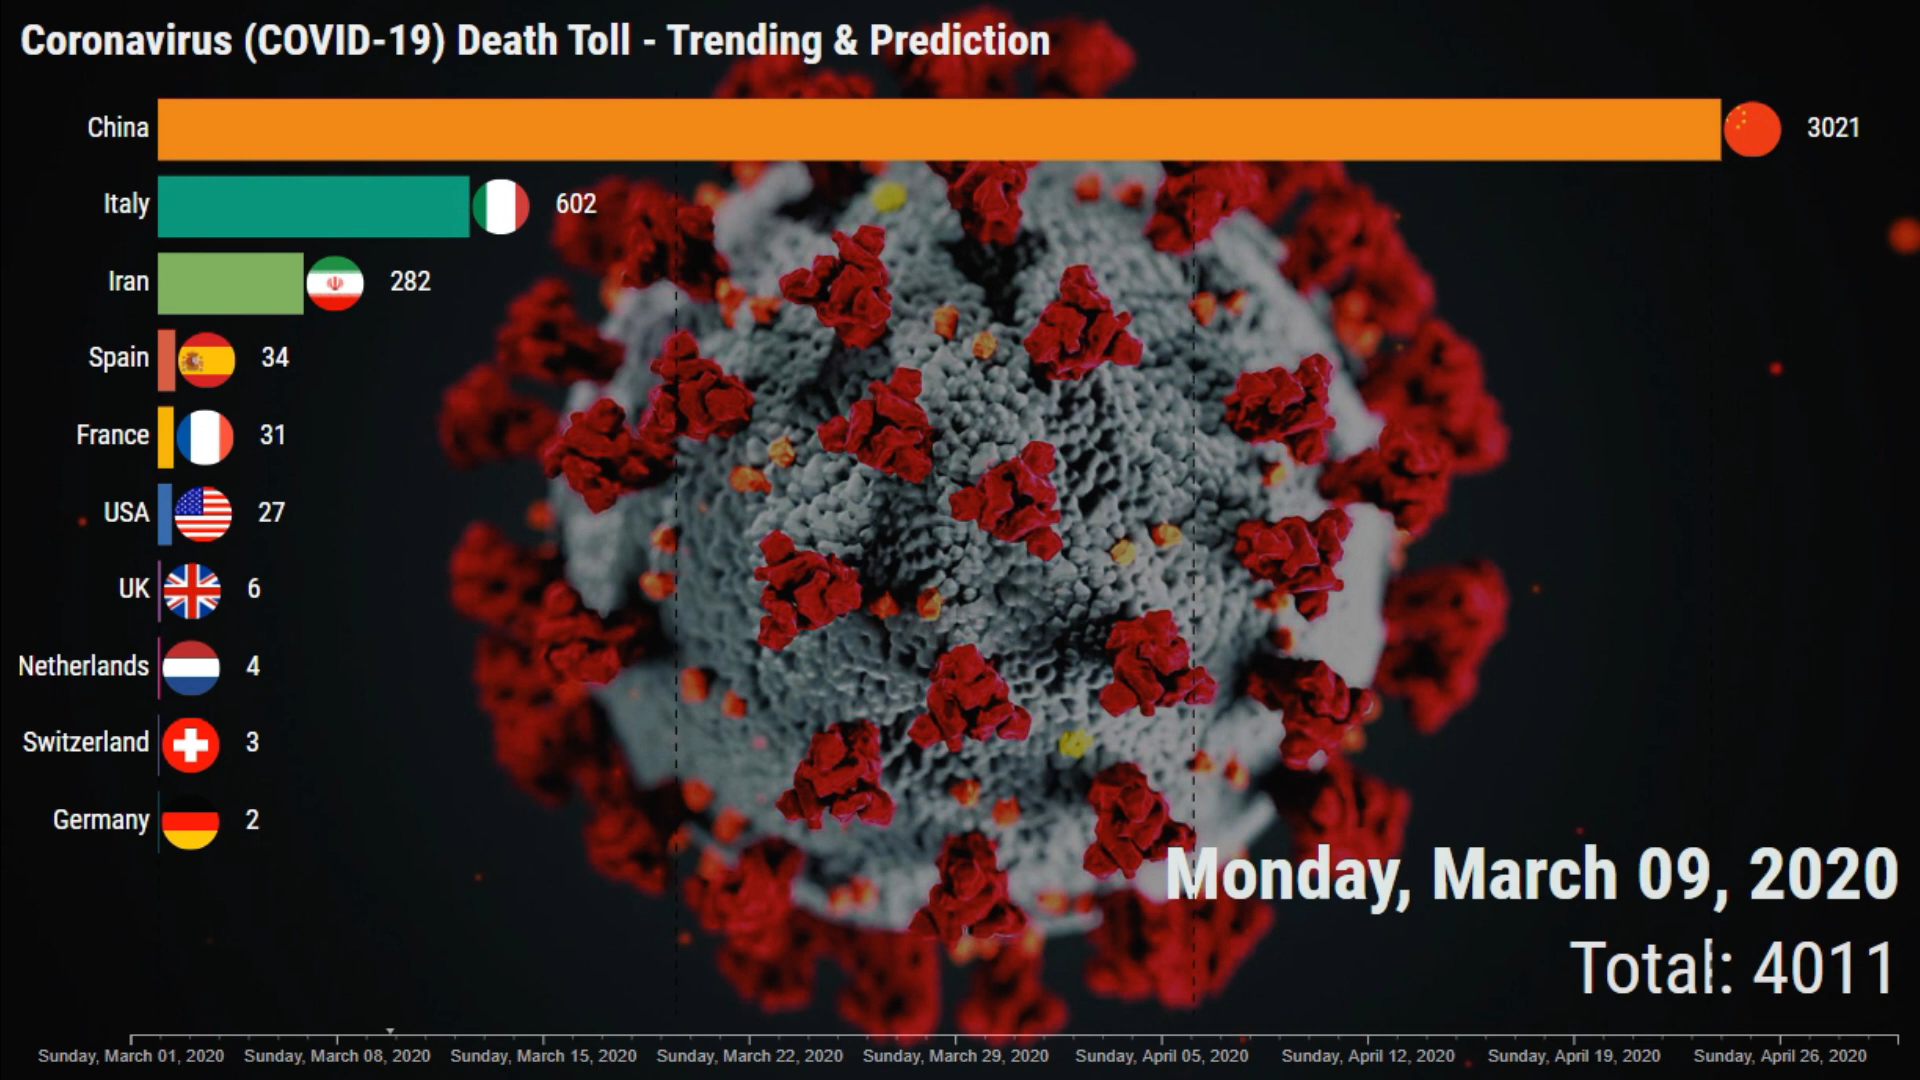 Coronavirus (COVID-19) Death Toll - Trending & Prediction
China 3021
Italy 602
Iran 282
Spain 34
France 31
USA 27
UK 6
Netherlands 4
Switzerland 3
Germany 2
Monday, March 09, 2020
Total: 4011
Sunday, March 01, 2020 Sunday, March 08, 2020 Sunday, March 15, 2020 Sunday, March 22, 2020 Sunday, March 29, 2020 Sunday, April 05, 2020 Sunday, April 12, 2020 Sunday, April 19, 2020 Sunday, April 26, 2020